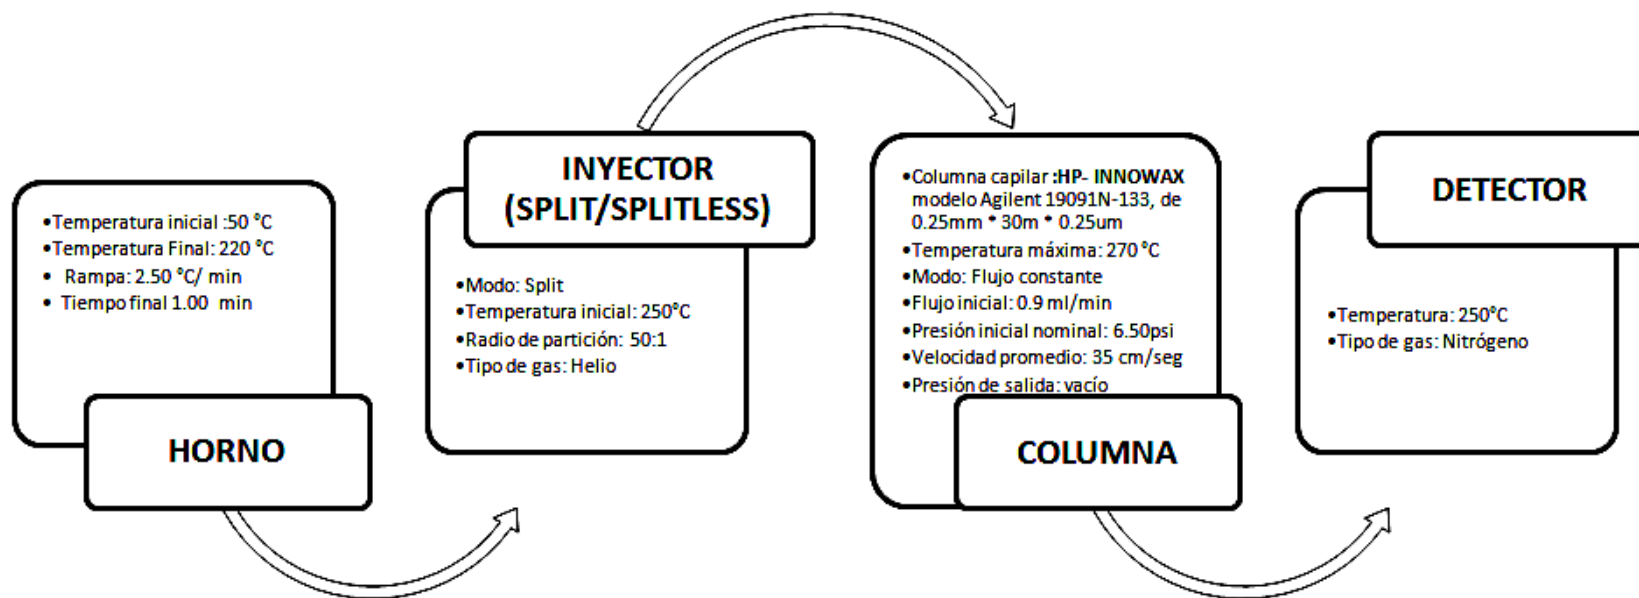 •Temperatura inicial :50 °C
•Temperatura Final: 220 °C
• Rampa: 2.50 °C/ min
• Tiempo final 1.00 min
HORNO
INYECTOR
(SPLIT/SPLITLESS)
•Modo: Split
•Temperatura inicial: 250°C
•Radio de partición: 50:1
•Tipo de gas: Helio
•Columna capilar :HP- INNOWAX
modelo Agilent 19091N-133, de
0.25mm * 30m * 0.25um
•Temperatura máxima: 270 °C
•Modo: Flujo constante
•Flujo inicial: 0.9 ml/min
•Presión inicial nominal: 6.50psi
•Velocidad promedio: 35 cm/seg
•Presión de salida: vacío
COLUMNA
DETECTOR
•Temperatura: 250°C
•Tipo de gas: Nitrógeno